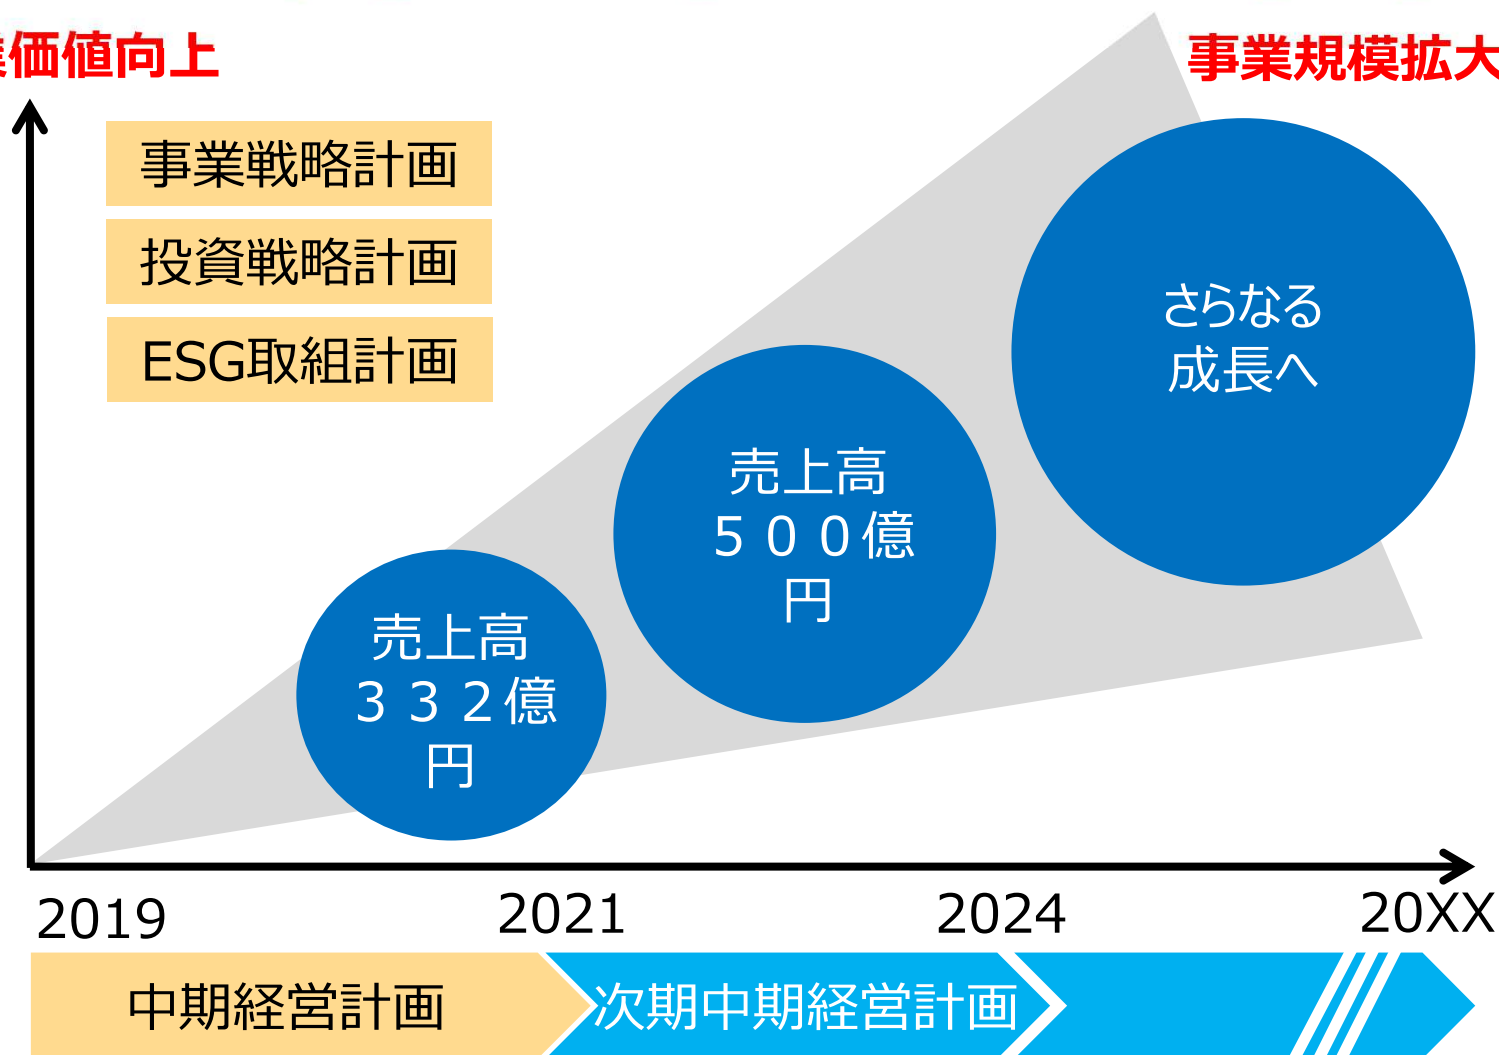 価値向上
事業規模拡大
事業戦略計画
投資戦略計画
ESG取組計画
さらなる
成長へ
売上高
５００億
円
売上高
３３２億
円
2019
2021
2024
20XX
中期経営計画
次期中期経営計画